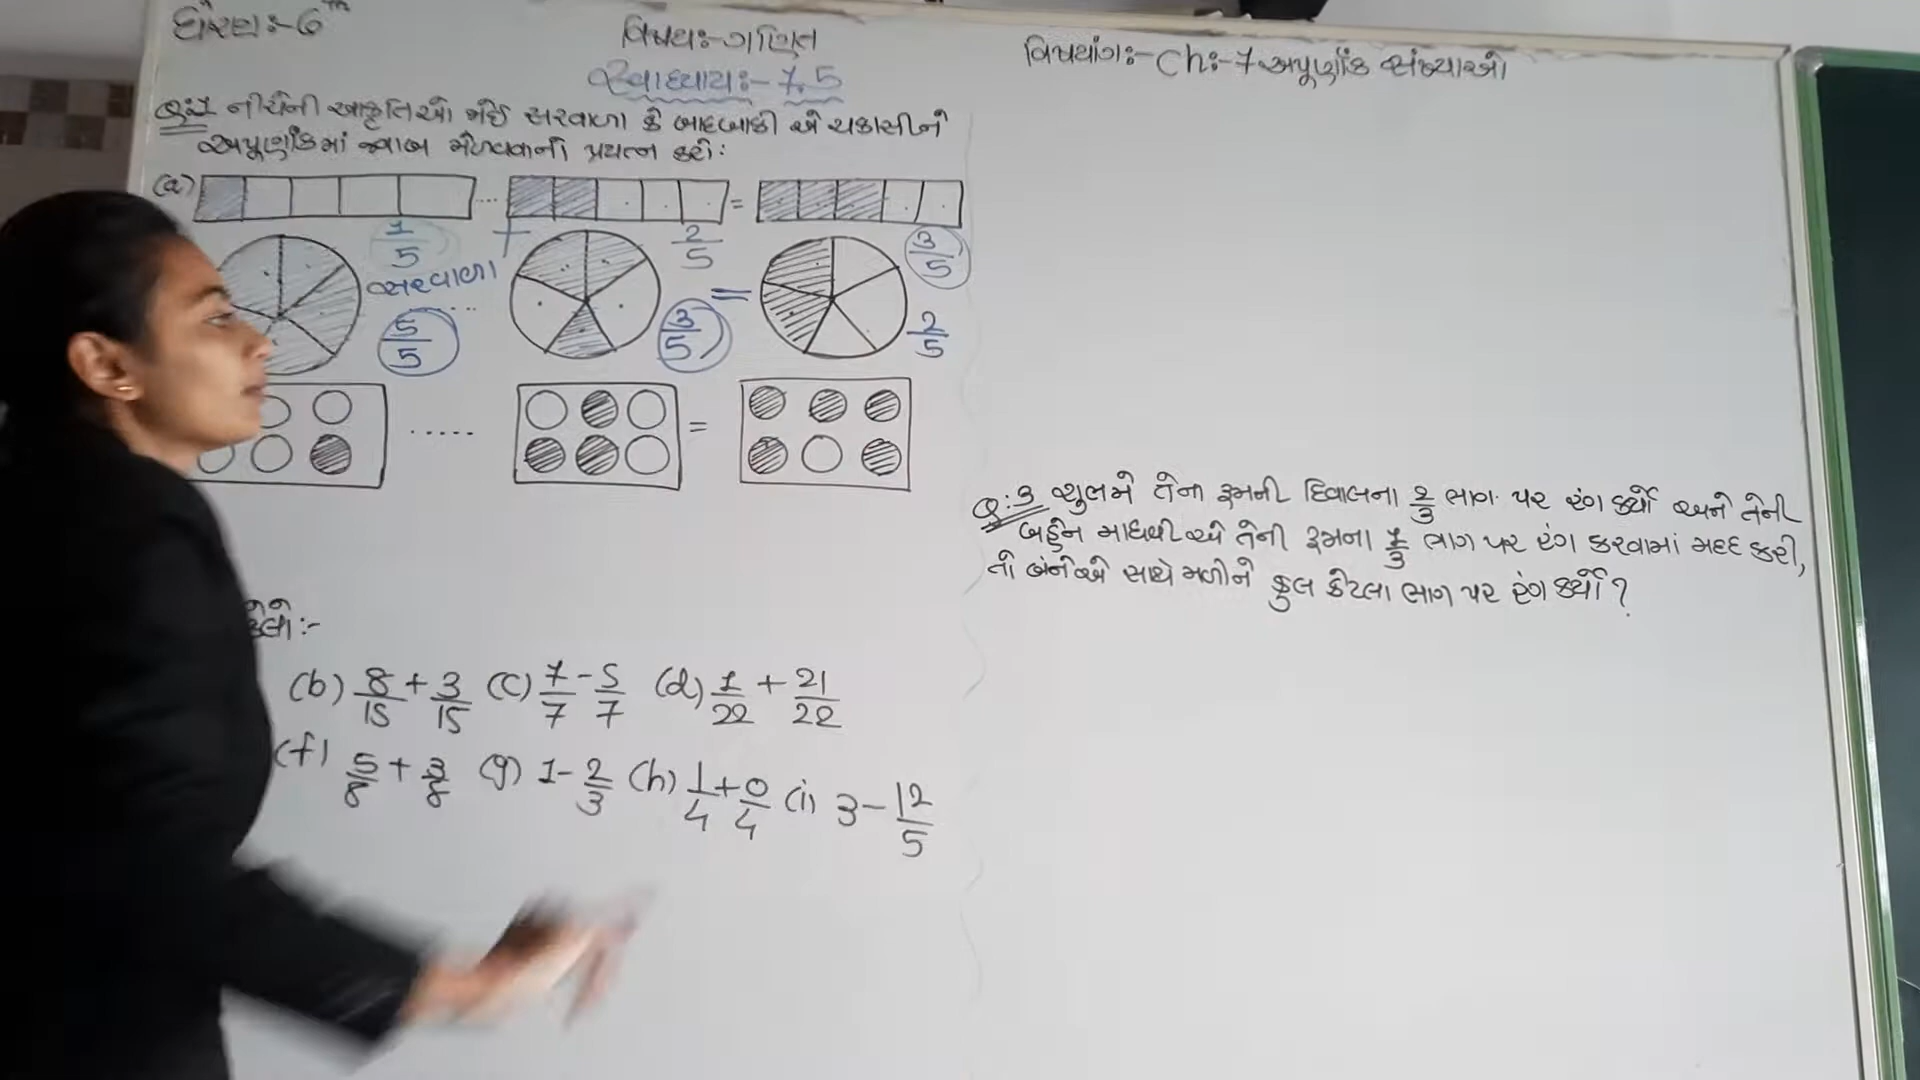 ધોરણઃ-6th
વિષયઃ-ગણિત
વિષયાંગઃ-Ch:-7 અપૂર્ણાંક સંખ્યાઓ
સ્વાધ્યાયઃ- 7.5
Q:1 નીચેની આકૃતિઓ જોઈ સરવાળા કે બાદબાકી એ ચકાસીને
અપૂર્ણાંકમાં જવાબ મેળવવાનો પ્રયત્ન કરો:
(a) ... =
1/5 + 2/5 3/5
સરવાળા
5/5 ..... 3/5 = 2/5
..... =
Q:3 શુભમે તેના રૂમની દિવાલના 2/3 ભાગ પર રંગ કર્યો અને તેની
બહેન માધવીએ તેની રૂમના 1/3 ભાગ પર રંગ કરવામાં મદદ કરી,
તો બંનેએ સાથે મળીને કુલ કેટલા ભાગ પર રંગ કર્યો?
(b) 8/15 + 3/15 (c) 7/7 - 5/7 (d) 1/22 + 21/22
(f) 5/8 + 3/8 (g) 1 - 2/3 (h) 1/4 + 0/4 (i) 3 - 12/5